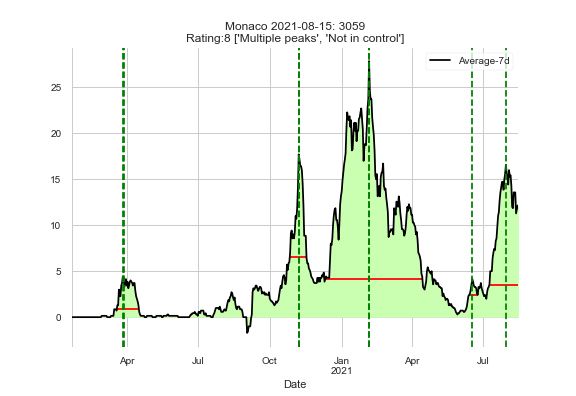 Monaco 2021-08-15: 3059
Rating:8 ['Multiple peaks', 'Not in control']
Average-7d
25
20
15
10
5
0
Apr Jul Oct Jan Apr Jul
2021
Date